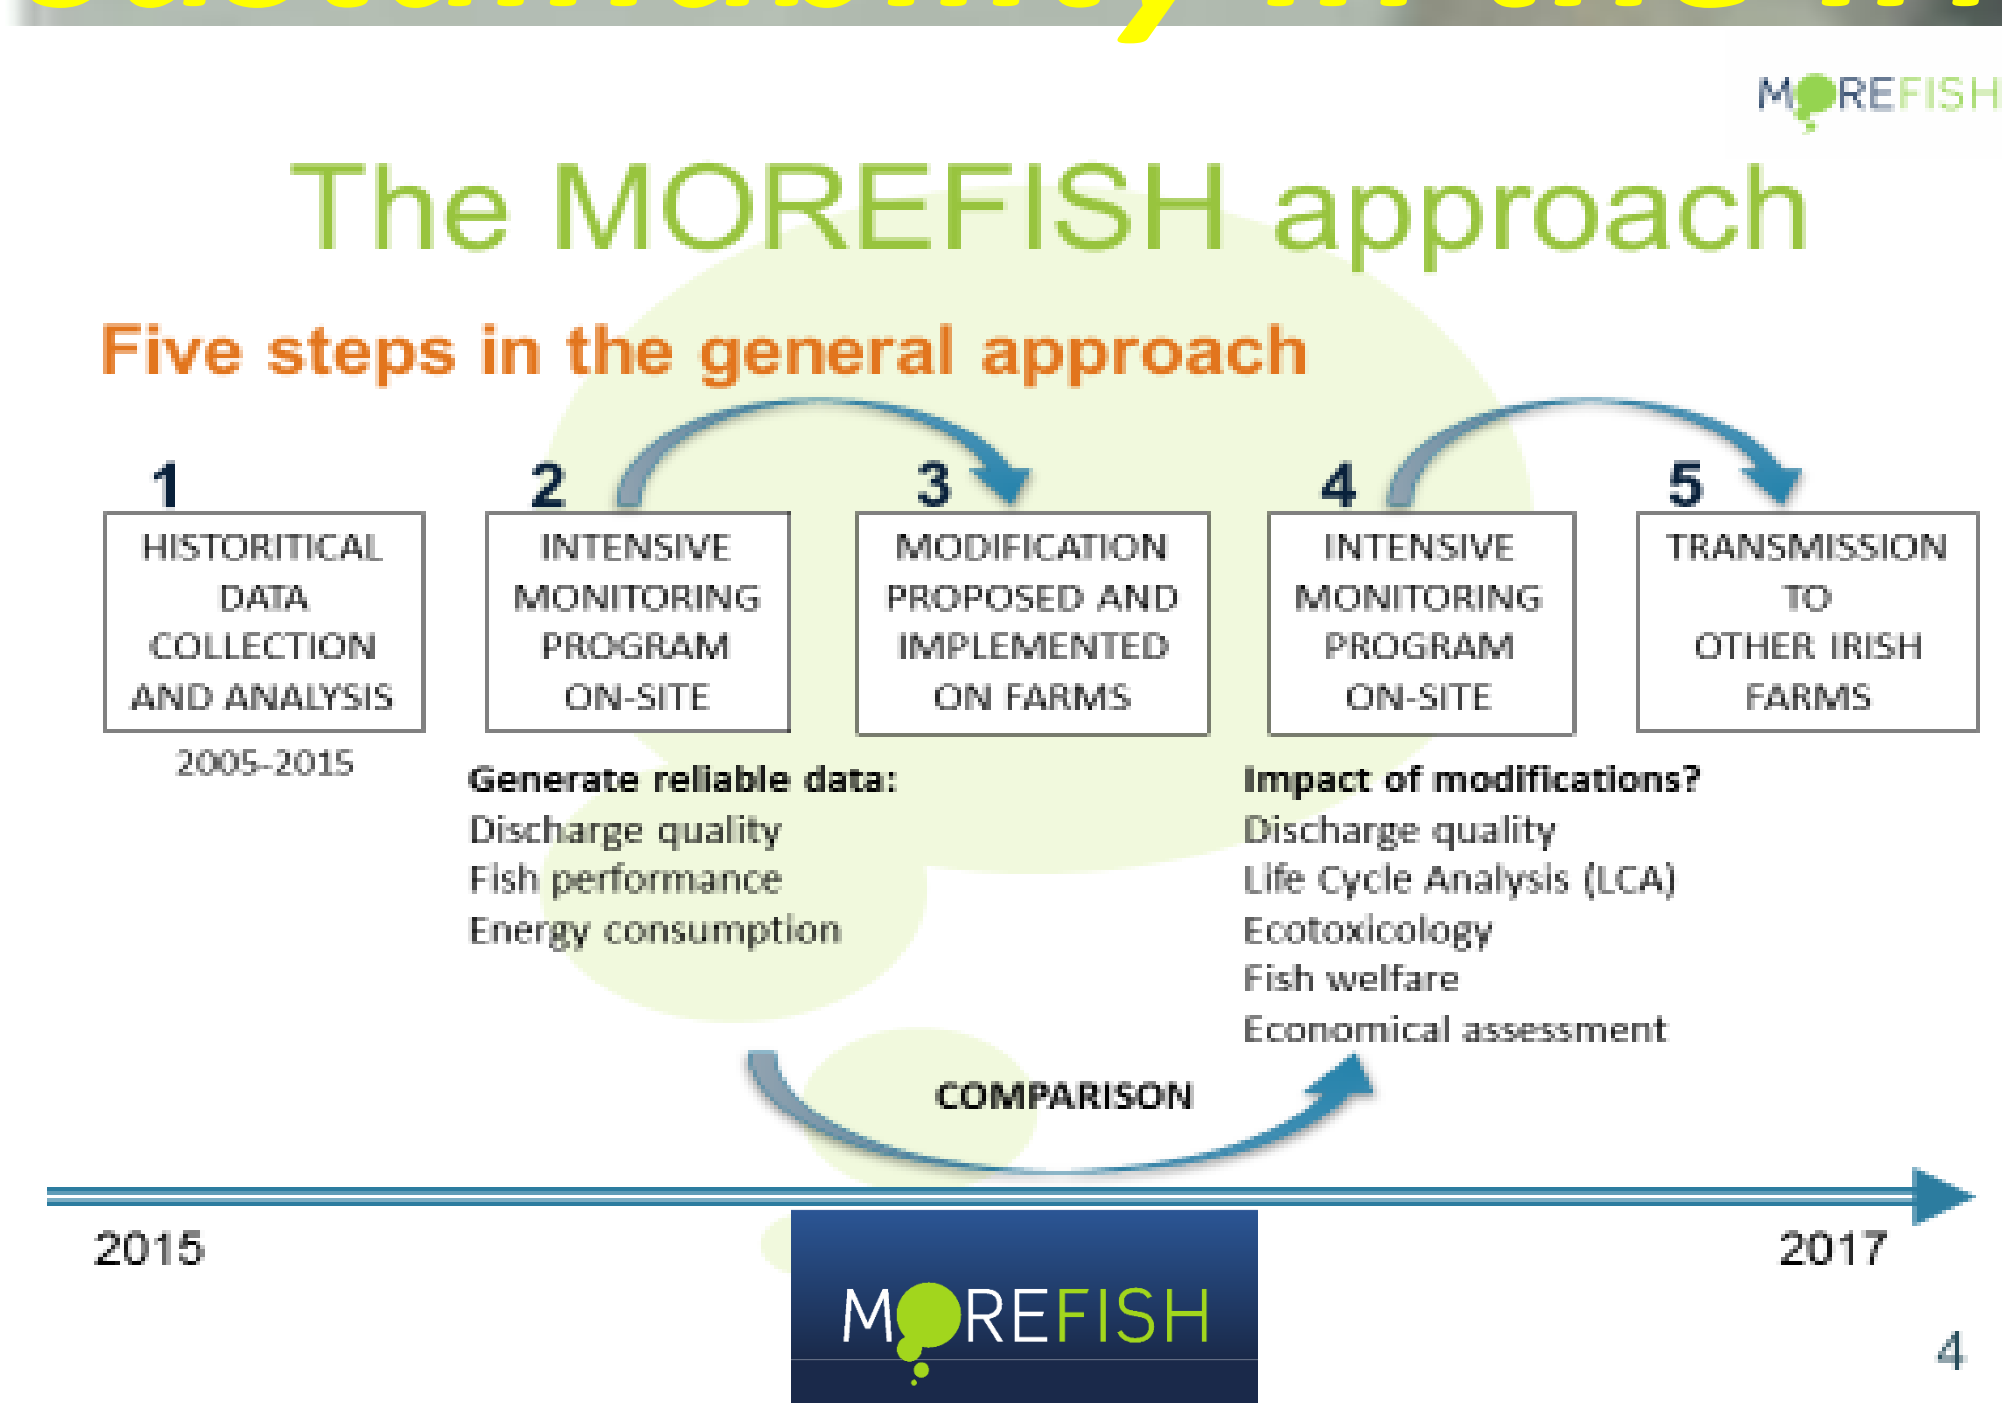 MOREFISH
The MOREFISH approach
Five steps in the general approach
1
HISTORITICAL
DATA
COLLECTION
AND ANALYSIS
2005-2015
2
INTENSIVE
MONITORING
PROGRAM
ON-SITE
Generate reliable data:
Discharge quality
Fish performance
Energy consumption
3
MODIFICATION
PROPOSED AND
IMPLEMENTED
ON FARMS
4
INTENSIVE
MONITORING
PROGRAM
ON-SITE
Impact of modifications?
Discharge quality
Life Cycle Analysis (LCA)
Ecotoxicology
Fish welfare
Economical assessment
5
TRANSMISSION
TO
OTHER IRISH
FARMS
COMPARISON
2015
2017
MOREFISH
4